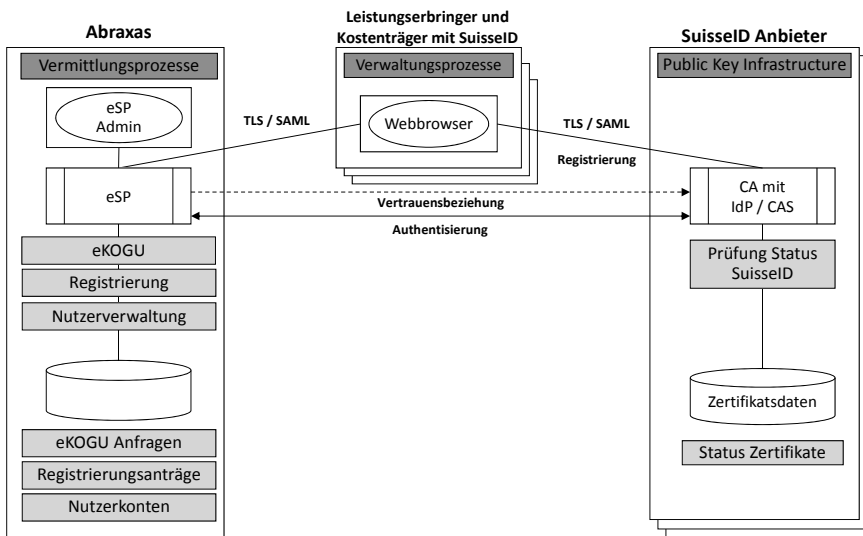 Abraxas
Vermittlungsprozesse
eSP
Admin
eSP
eKOGU
Registrierung
Nutzerverwaltung
eKOGU Anfragen
Registrierungsanträge
Nutzerkonten
Leistungserbringer und
Kostenträger mit SuisseID
Verwaltungsprozesse
Webbrowser
TLS / SAML
TLS / SAML
Registrierung
Vertrauensbeziehung
Authentisierung
SuisseID Anbieter
Public Key Infrastructure
CA mit
IdP / CAS
Prüfung Status
SuisseID
Zertifikatsdaten
Status Zertifikate